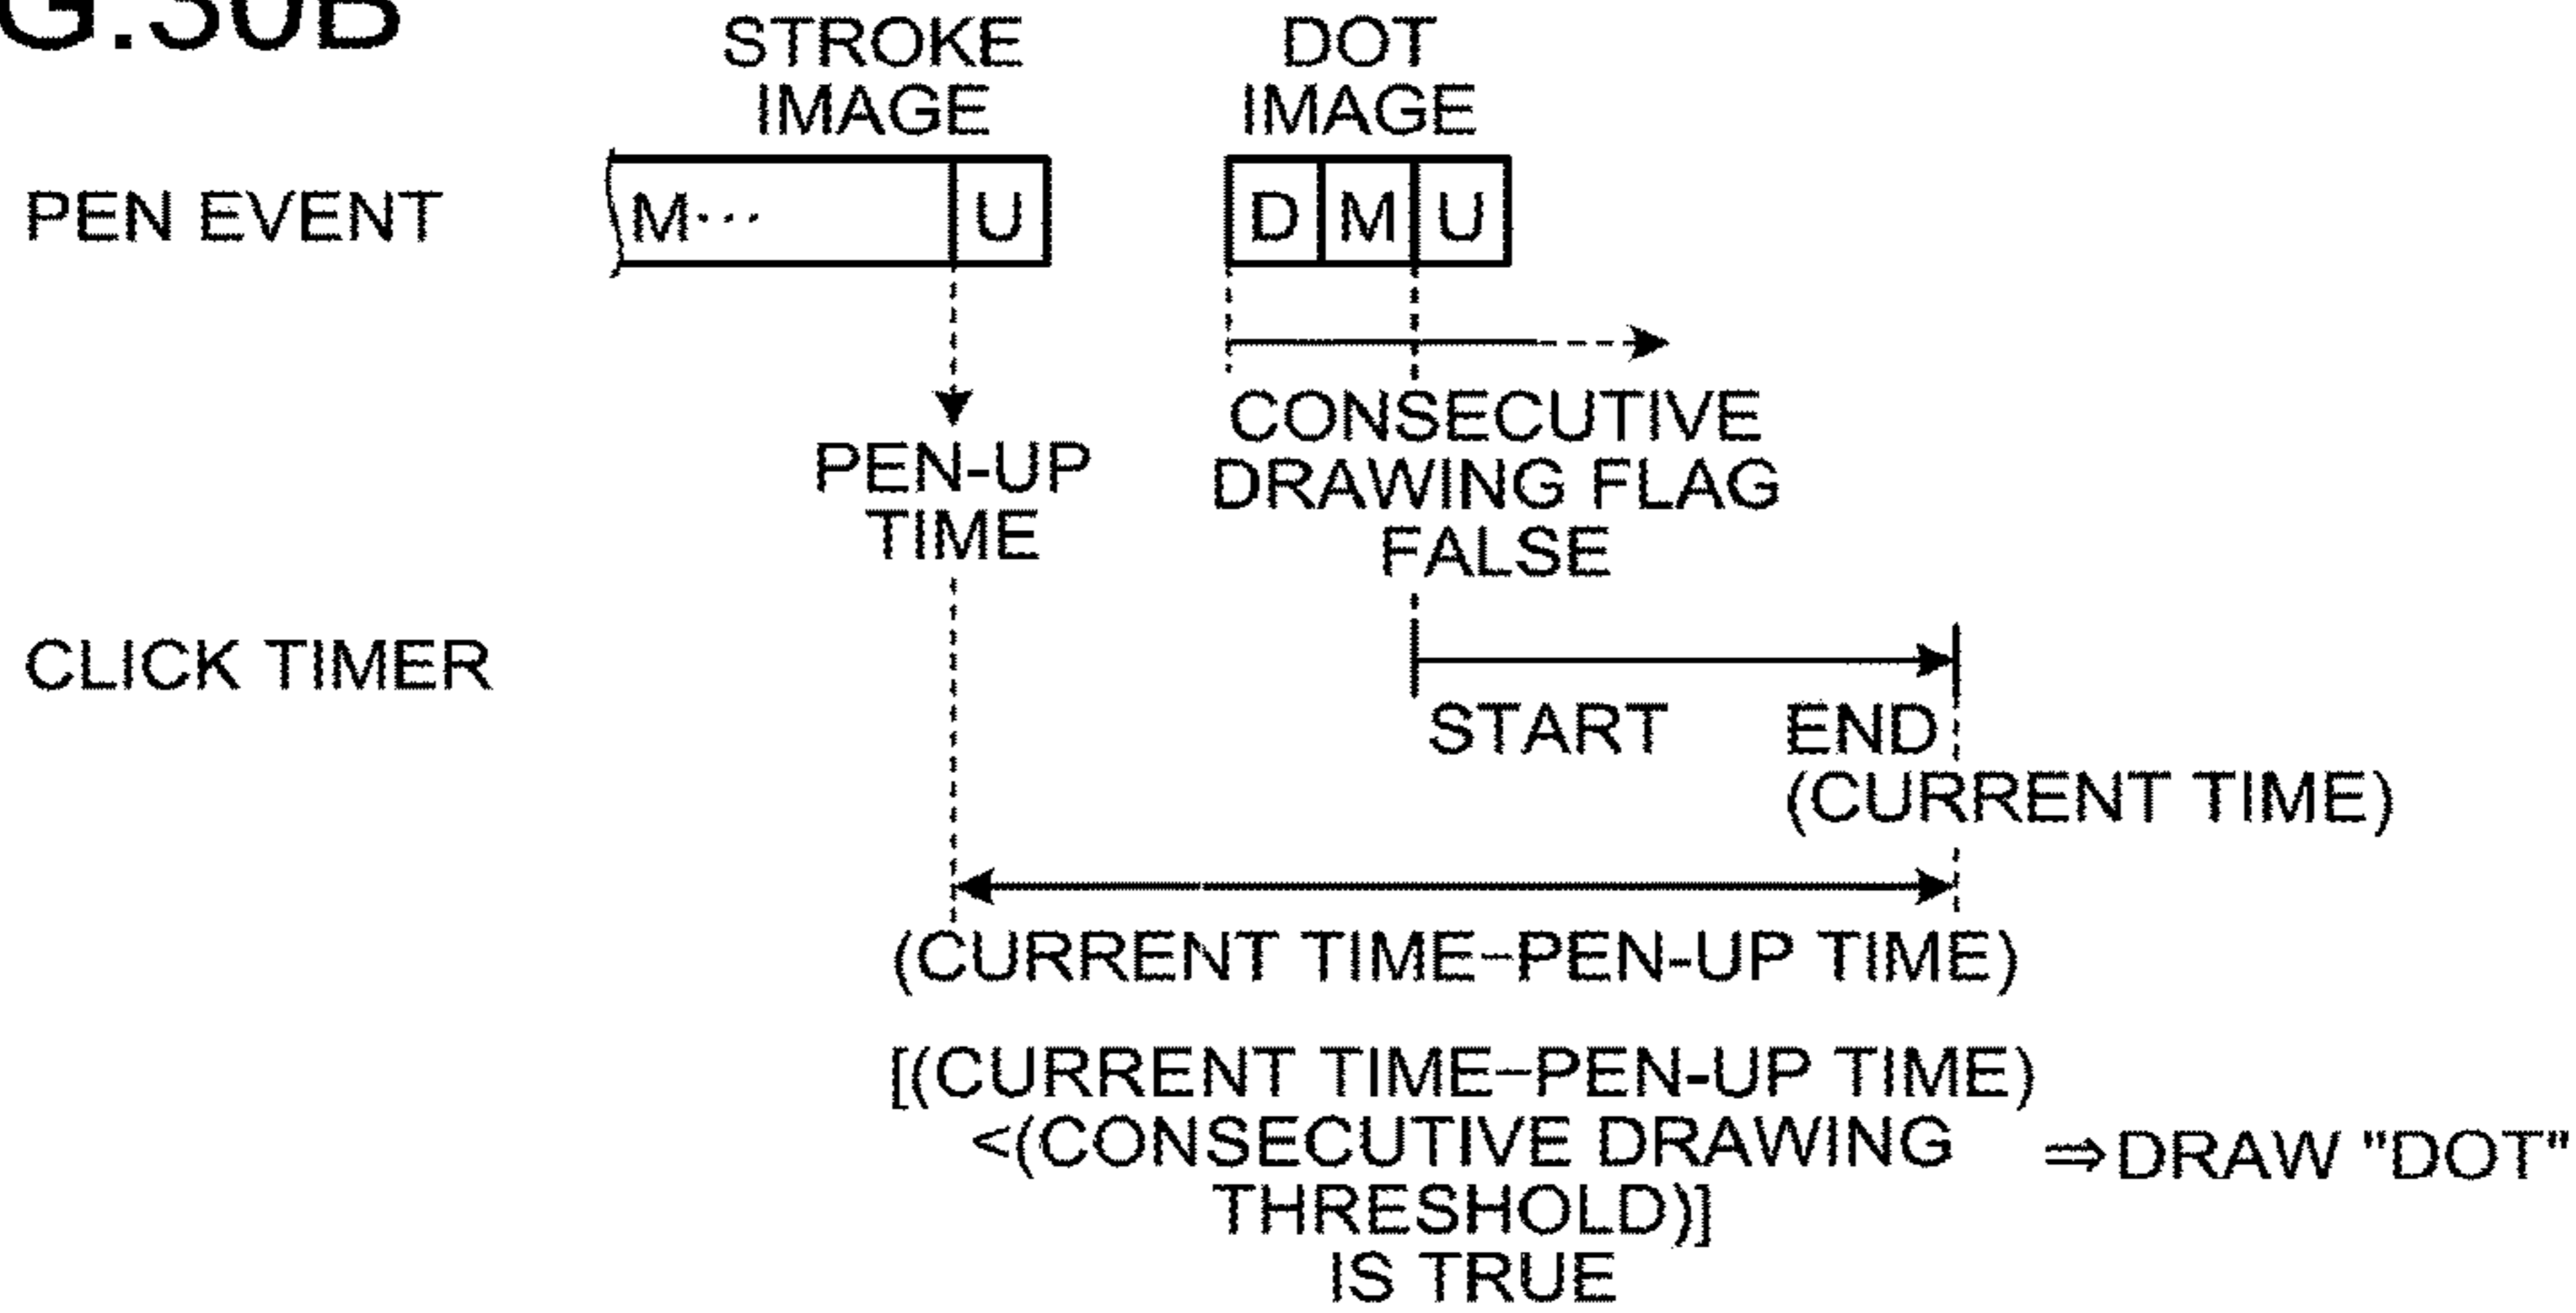 G.30B
STROKE
IMAGE
DOT
IMAGE
PEN EVENT
M···
U
D
M
U
CONSECUTIVE
DRAWING FLAG
FALSE
PEN-UP
TIME
CLICK TIMER
START
END
(CURRENT TIME)
(CURRENT TIME–PEN-UP TIME)
[(CURRENT TIME–PEN-UP TIME)
<(CONSECUTIVE DRAWING
THRESHOLD)]
IS TRUE
⇒DRAW "DOT"